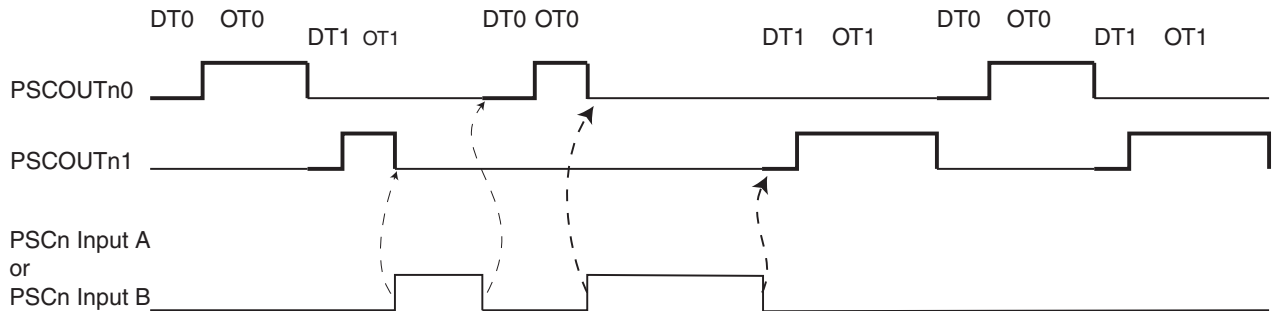 DT0 OT0 DT0 OT0 DT0 OT0
DT1 OT1 DT1 OT1 DT1 OT1
PSCOUTn0
PSCOUTn1
PSCn Input A
or
PSCn Input B